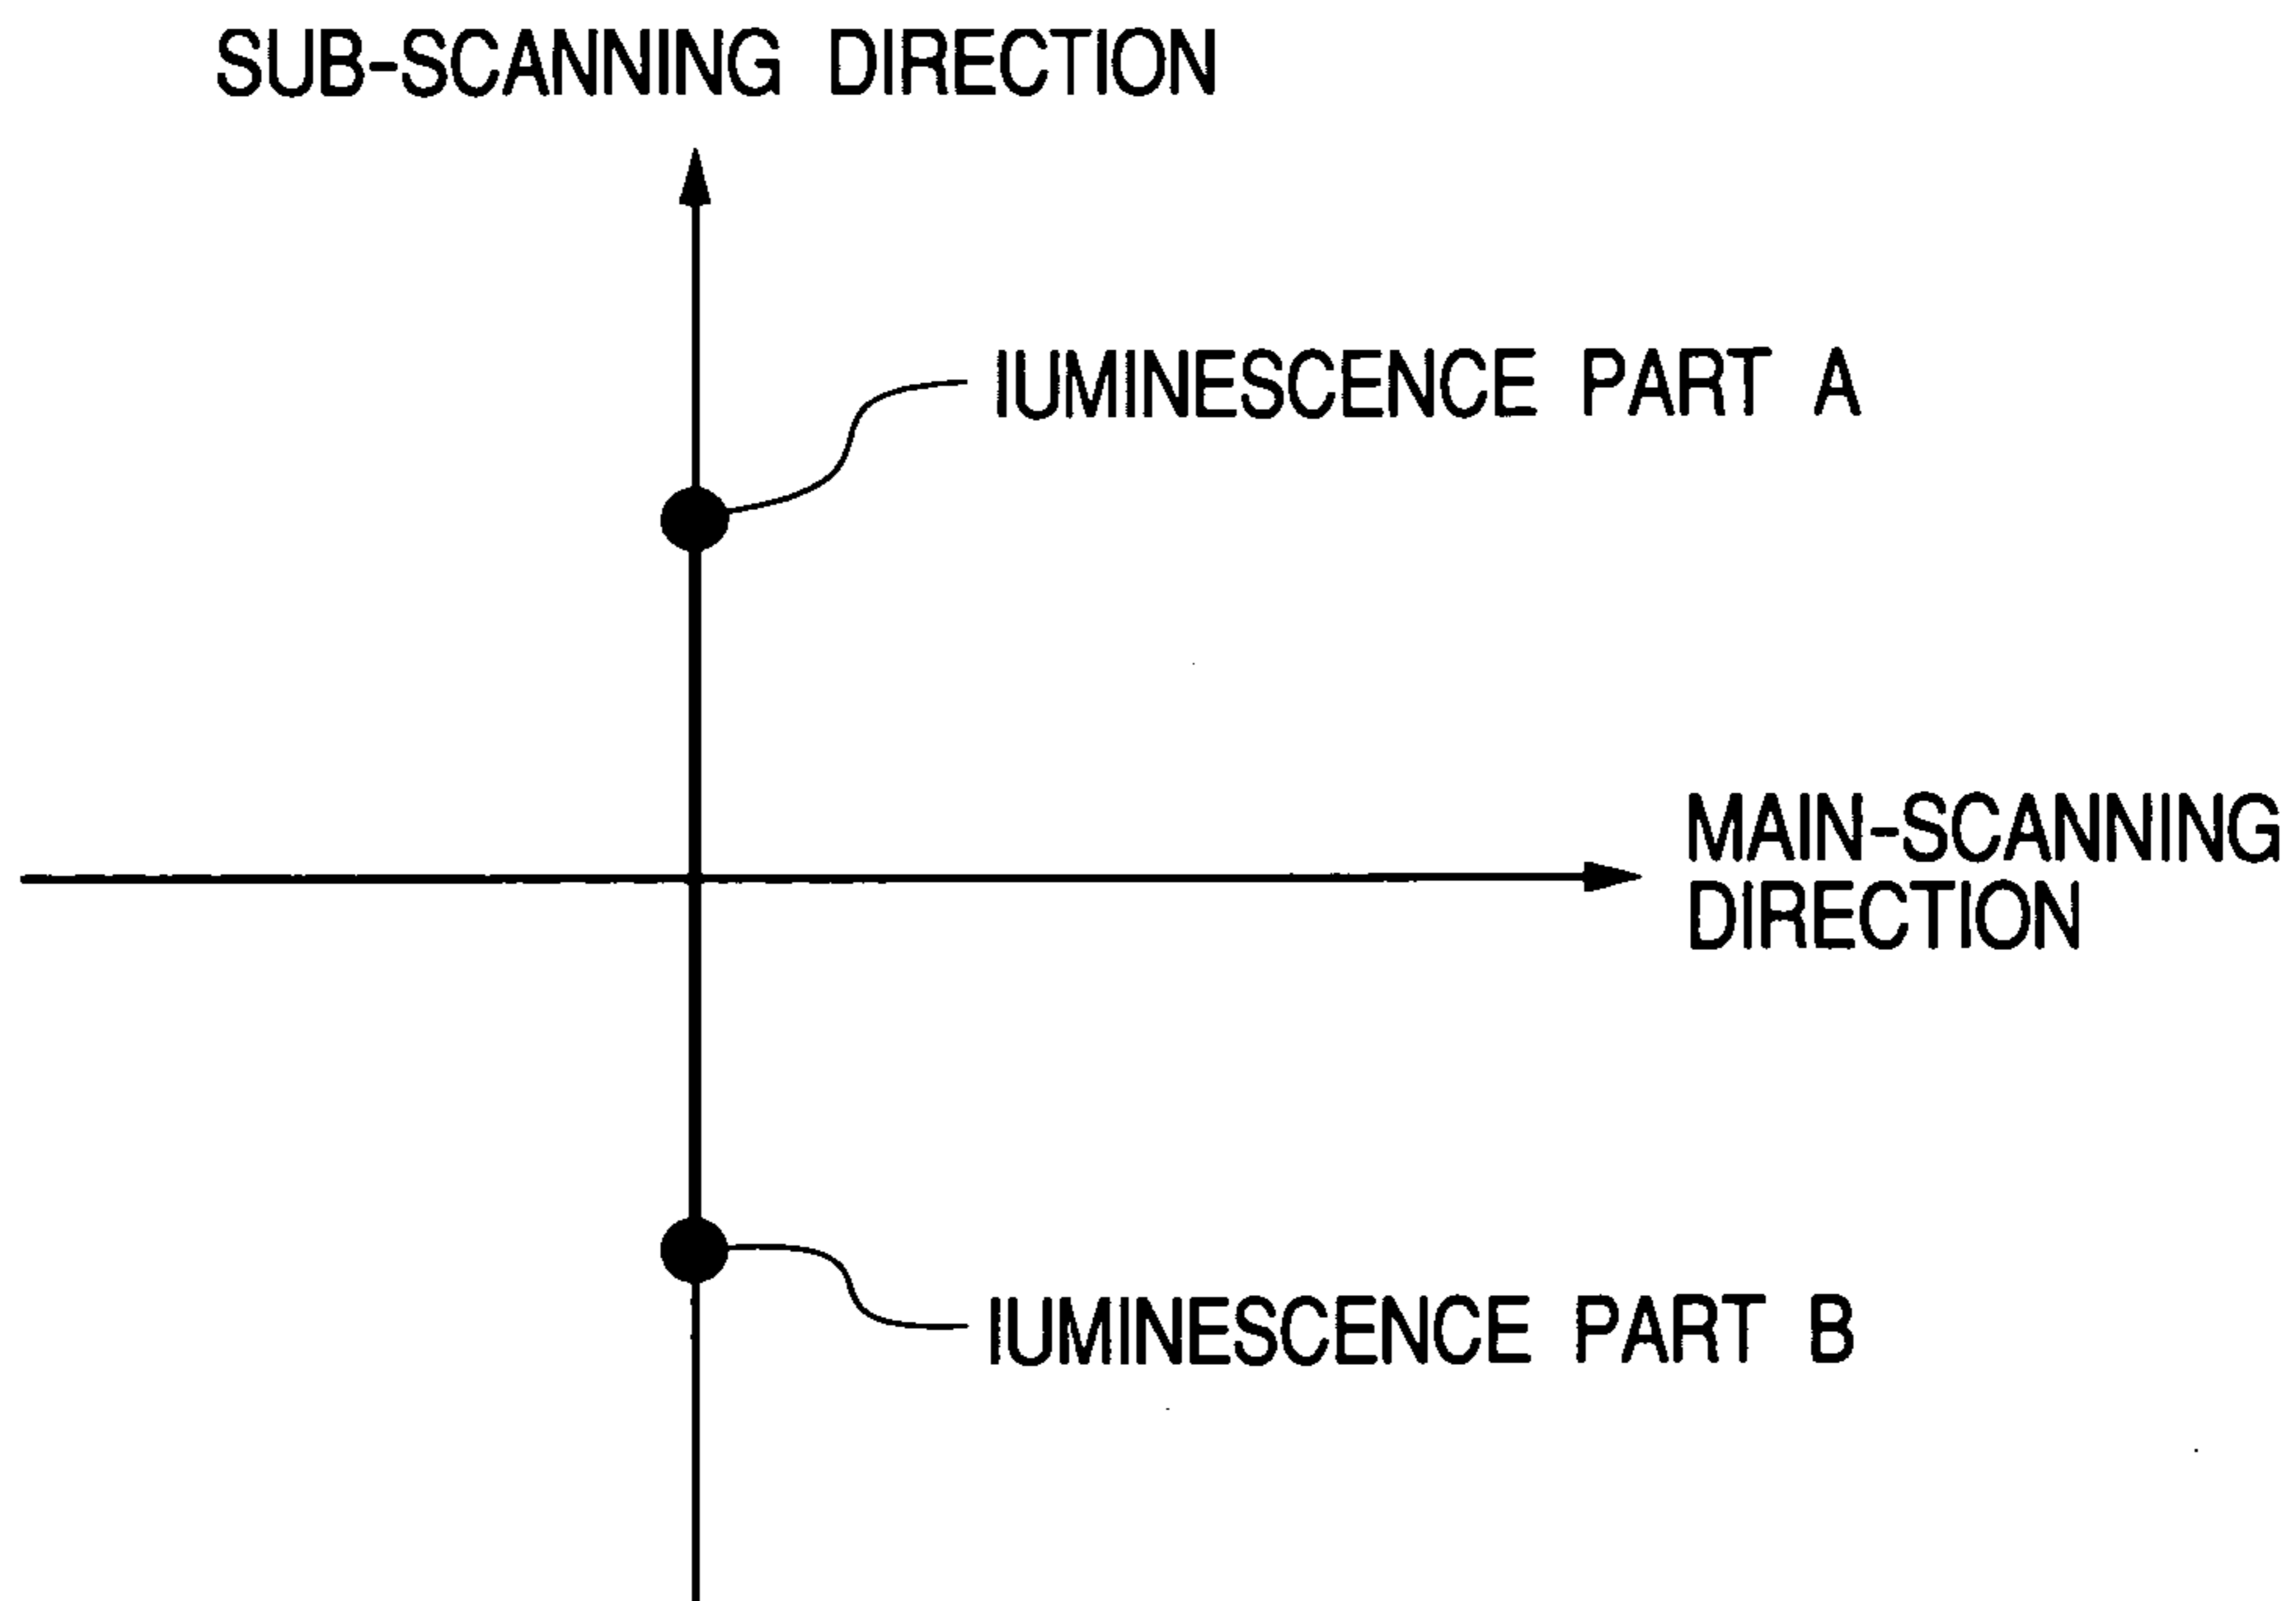 SUB-SCANNING DIRECTION
IUMINESCENCE PART A
MAIN-SCANNING
DIRECTION
IUMINESCENCE PART B